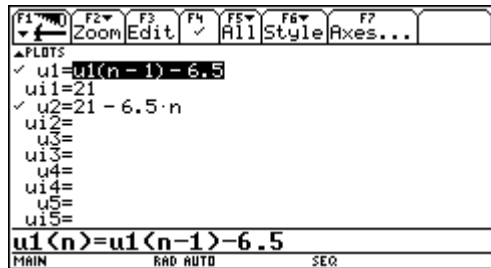 F1 F2 F3 F4 F5 F6 F7
Zoom Edit ✓ All Style Axes...
PLOTS
✓ u1=u1(n - 1) - 6.5
ui1=21
✓ u2=21 - 6.5·n
ui2=
u3=
ui3=
u4=
ui4=
u5=
ui5=
u1(n)=u1(n-1)-6.5
MAIN RAD AUTO SEQ